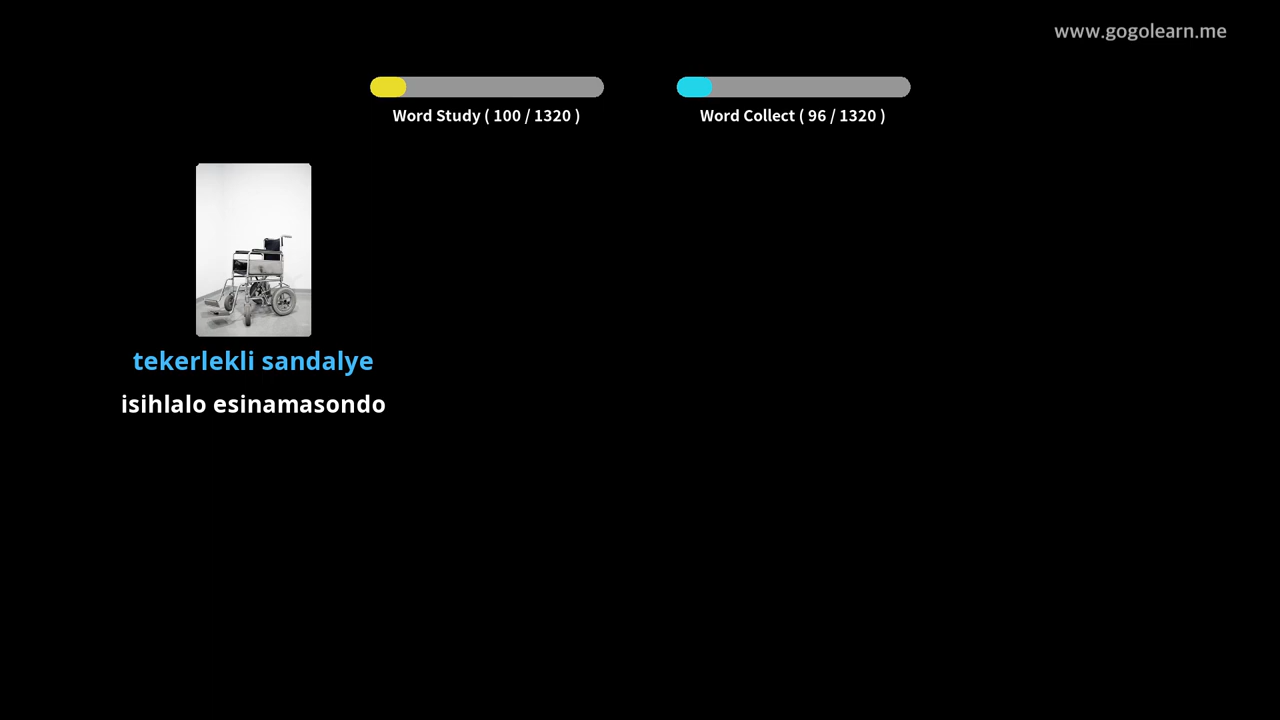 www.gogolearn.me
Word Study ( 100 / 1320 )
Word Collect ( 96 / 1320 )
tekerlekli sandalye
isihlalo esinamasondo